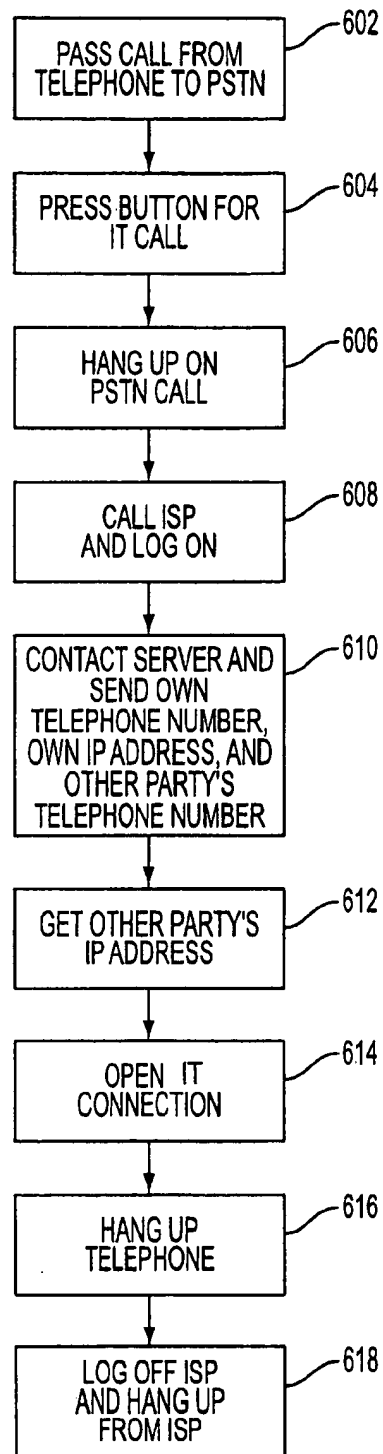 602
PASS CALL FROM
TELEPHONE TO PSTN
604
PRESS BUTTON FOR
IT CALL
606
HANG UP ON
PSTN CALL
608
CALL ISP
AND LOG ON
610
CONTACT SERVER AND
SEND OWN
TELEPHONE NUMBER,
OWN IP ADDRESS, AND
OTHER PARTY'S
TELEPHONE NUMBER
612
GET OTHER PARTY'S
IP ADDRESS
614
OPEN IT
CONNECTION
616
HANG UP
TELEPHONE
618
LOG OFF ISP
AND HANG UP
FROM ISP